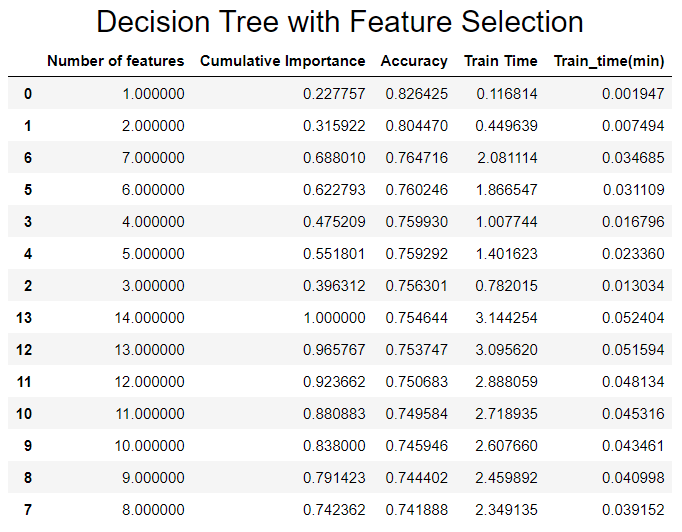 Decision Tree with Feature Selection
Number of features Cumulative Importance Accuracy Train Time Train_time(min)
0 1.000000 0.227757 0.826425 0.116814 0.001947
1 2.000000 0.315922 0.804470 0.449639 0.007494
6 7.000000 0.688010 0.764716 2.081114 0.034685
5 6.000000 0.622793 0.760246 1.866547 0.031109
3 4.000000 0.475209 0.759930 1.007744 0.016796
4 5.000000 0.551801 0.759292 1.401623 0.023360
2 3.000000 0.396312 0.756301 0.782015 0.013034
13 14.000000 1.000000 0.754644 3.144254 0.052404
12 13.000000 0.965767 0.753747 3.095620 0.051594
11 12.000000 0.923662 0.750683 2.888059 0.048134
10 11.000000 0.880883 0.749584 2.718935 0.045316
9 10.000000 0.838000 0.745946 2.607660 0.043461
8 9.000000 0.791423 0.744402 2.459892 0.040998
7 8.000000 0.742362 0.741888 2.349135 0.039152